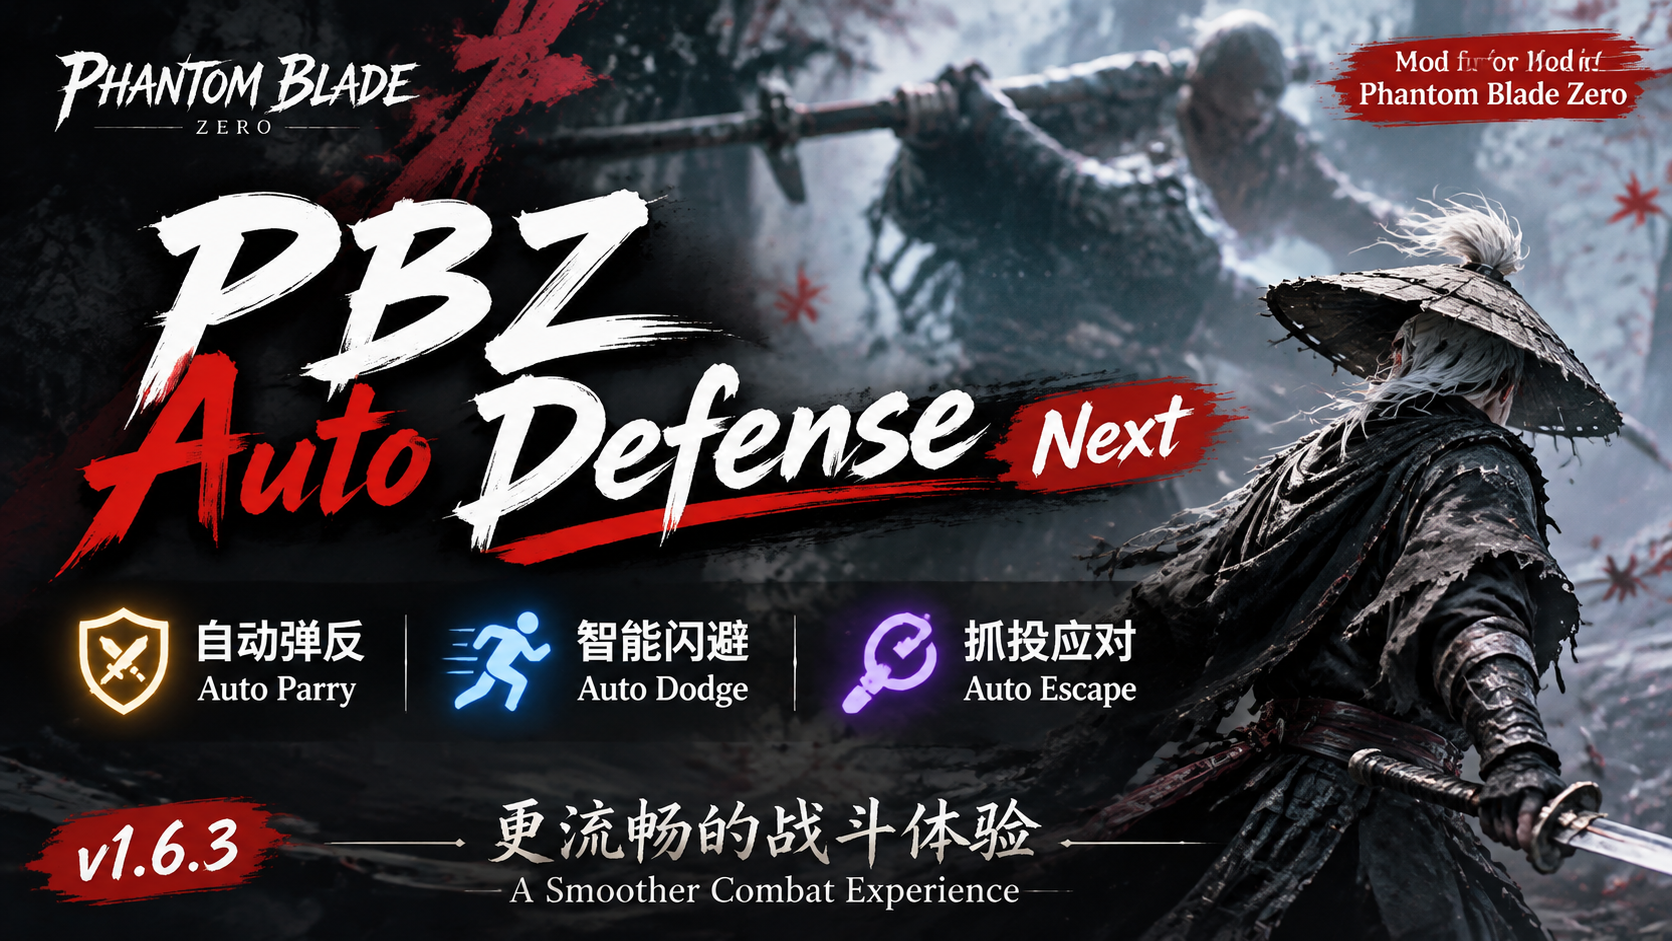 PHANTOM BLADE
ZERO
Mod
Phantom Blade Zero
PBZ
Auto Defense Next
自动弹反
Auto Parry
智能闪避
Auto Dodge
抓投应对
Auto Escape
v1.6.3
更流畅的战斗体验
A Smoother Combat Experience